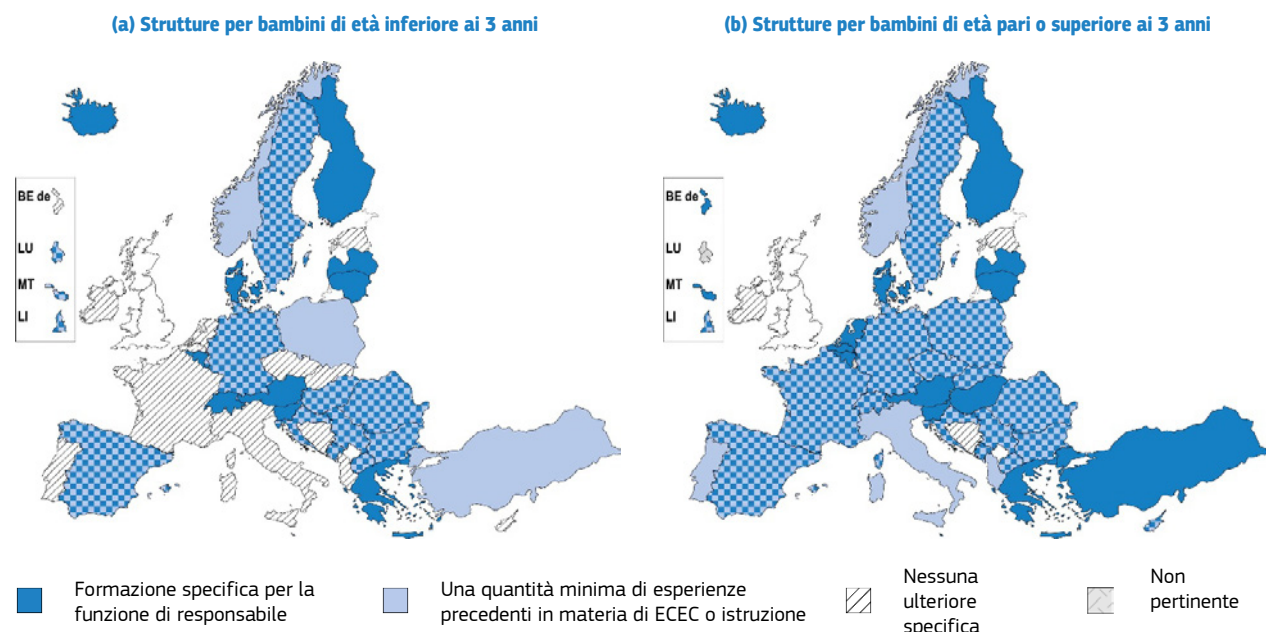 (a) Strutture per bambini di età inferiore ai 3 anni
(b) Strutture per bambini di età pari o superiore ai 3 anni
BE de
LU
MT
LI
BE de
LU
MT
LI
Formazione specifica per la
funzione di responsabile
Una quantità minima di esperienze
precedenti in materia di ECEC o istruzione
Nessuna
ulteriore
specifica
Non
pertinente